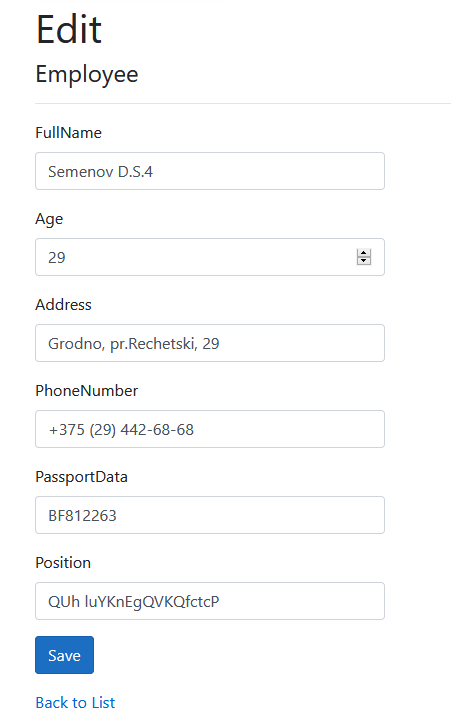 Edit
Employee
FullName
Semenov D.S.4
Age
29
Address
Grodno, pr.Rechetski, 29
PhoneNumber
+375 (29) 442-68-68
PassportData
BF812263
Position
QUh luYKnEgQVKQfctcP
Save
Back to List